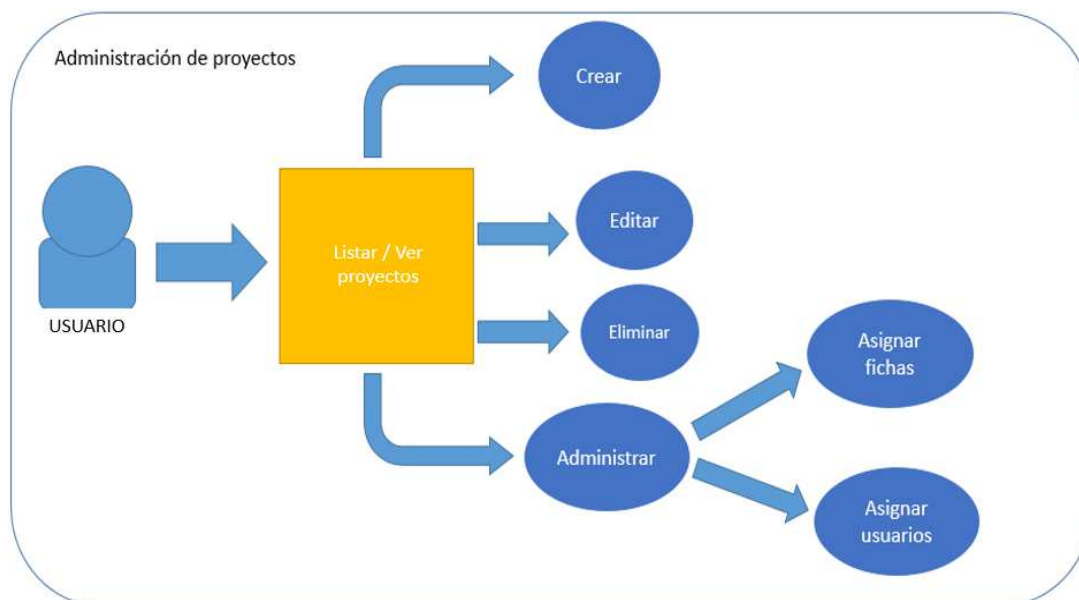 Administración de proyectos
Crear
Editar
Listar / Ver
proyectos
USUARIO
Eliminar
Asignar
fichas
Administrar
Asignar
usuarios